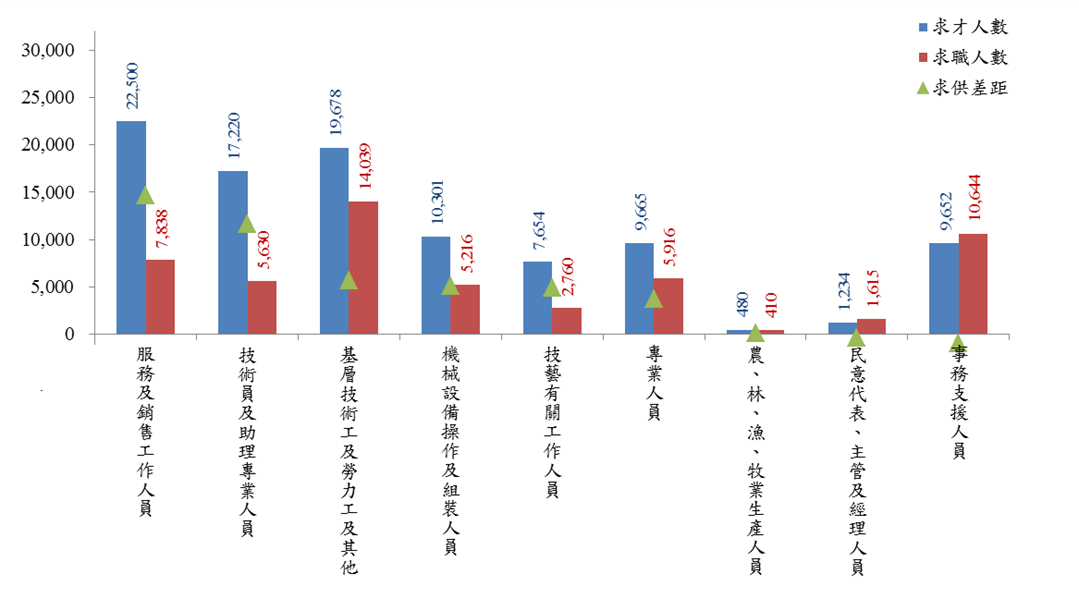 求才人數
求職人數
求供差距
30,000
25,000
20,000
15,000
10,000
5,000
0
22,500
7,838
17,220
5,630
19,678
14,039
10,301
5,216
7,654
2,760
9,665
5,916
480
410
1,234
1,615
9,652
10,644
服務及銷售工作人員
技術員及助理專業人員
基層技術工及勞力工及其他
機械設備操作及組裝人員
技藝有關工作人員
專業人員
農、林、漁、牧業生產人員
民意代表、主管及經理人員
事務支援人員